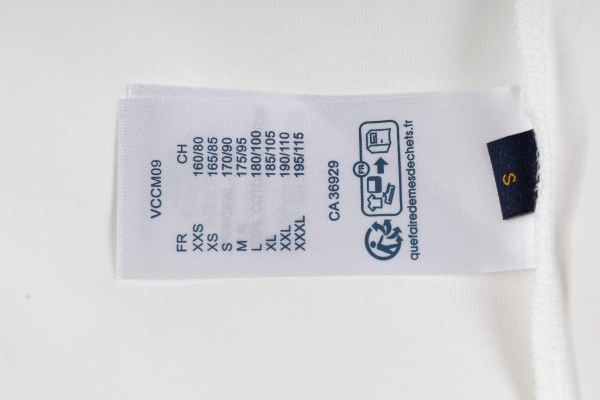 VCCM09
FR CH
XXS 160/80
XS 165/85
S 170/90
M 175/95
L 180/100
XL 185/105
XXL 190/110
XXXL 195/115
CA 36929
FR
quefairedemesdechets.fr
S